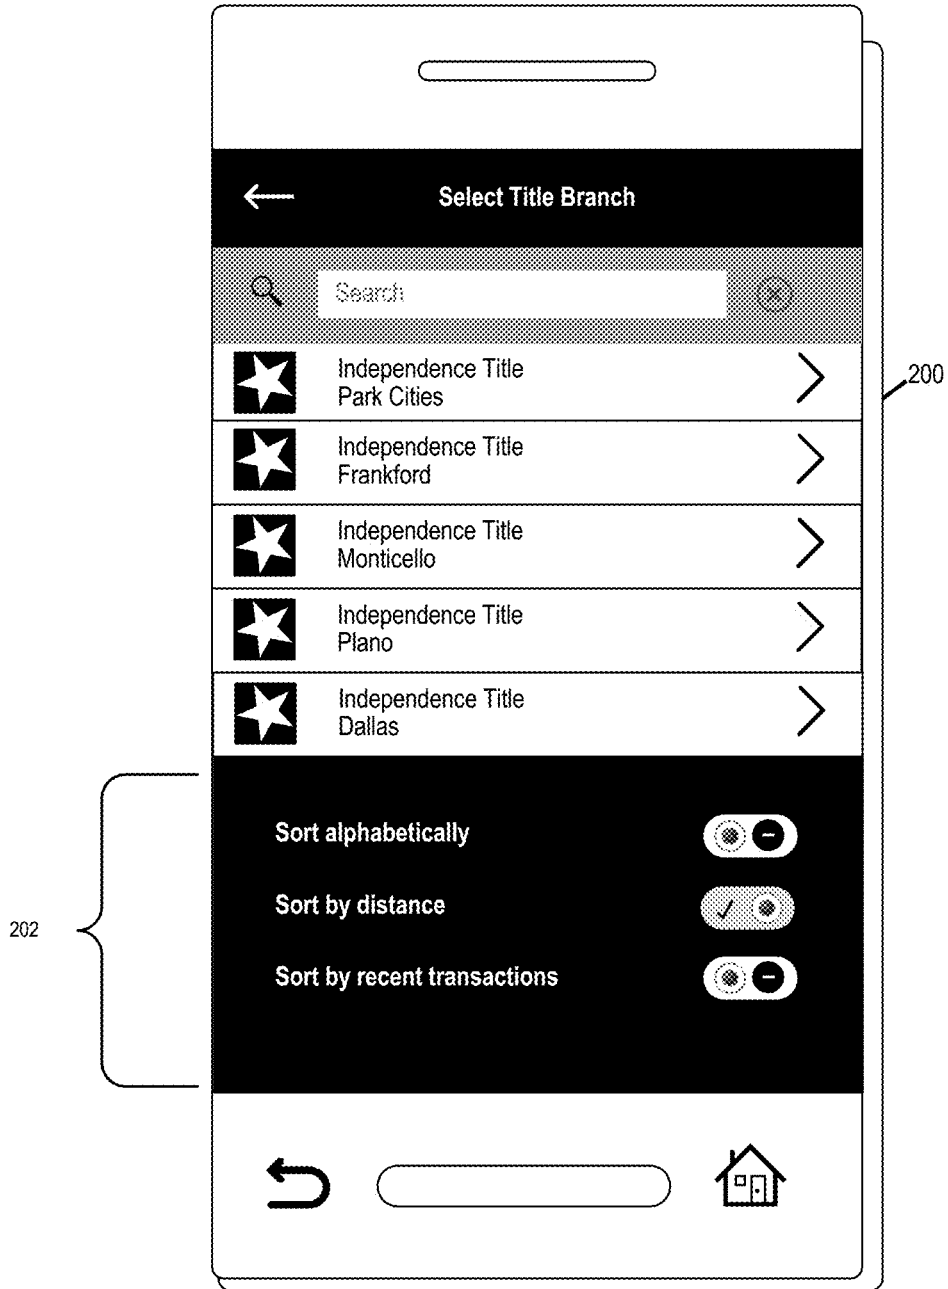 Select Title Branch
Search
Independence Title
Park Cities
200
Independence Title
Frankford
Independence Title
Monticello
Independence Title
Plano
Independence Title
Dallas
Sort alphabetically
Sort by distance
202
Sort by recent transactions